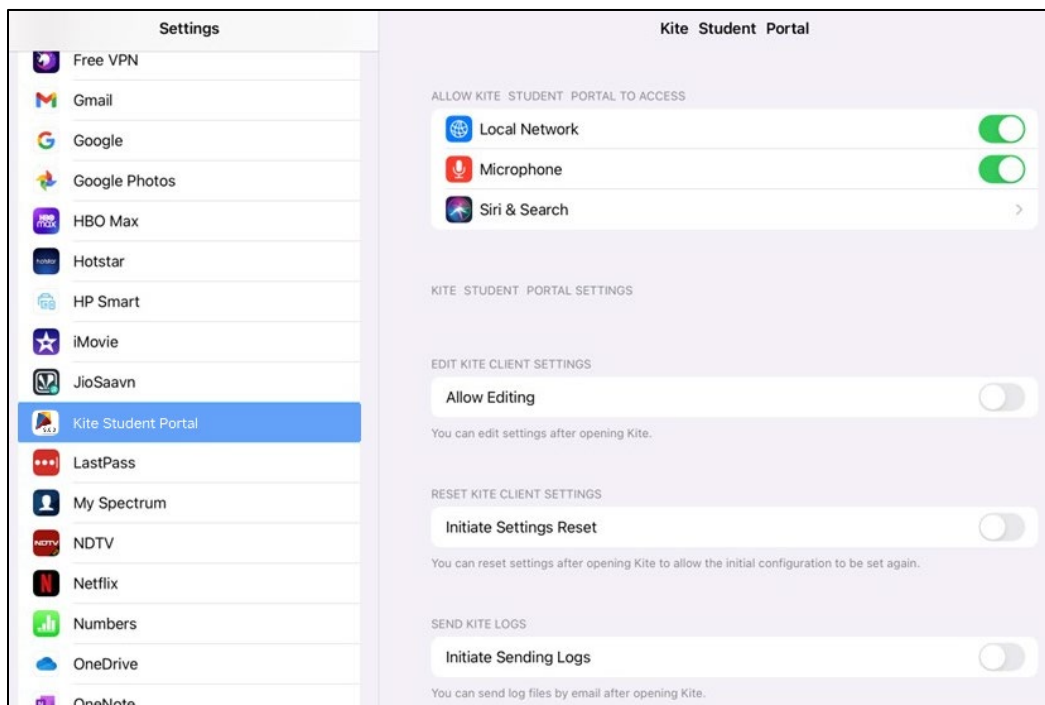 Settings
Free VPN
Gmail
Google
Google Photos
HBO Max
Hotstar
HP Smart
iMovie
JioSaavn
Kite Student Portal
LastPass
My Spectrum
NDTV
Netflix
Numbers
OneDrive
OneNote
Kite Student Portal
ALLOW KITE STUDENT PORTAL TO ACCESS
Local Network
Microphone
Siri & Search
KITE STUDENT PORTAL SETTINGS
EDIT KITE CLIENT SETTINGS
Allow Editing
You can edit settings after opening Kite.
RESET KITE CLIENT SETTINGS
Initiate Settings Reset
You can reset settings after opening Kite to allow the initial configuration to be set again.
SEND KITE LOGS
Initiate Sending Logs
You can send log files by email after opening Kite.